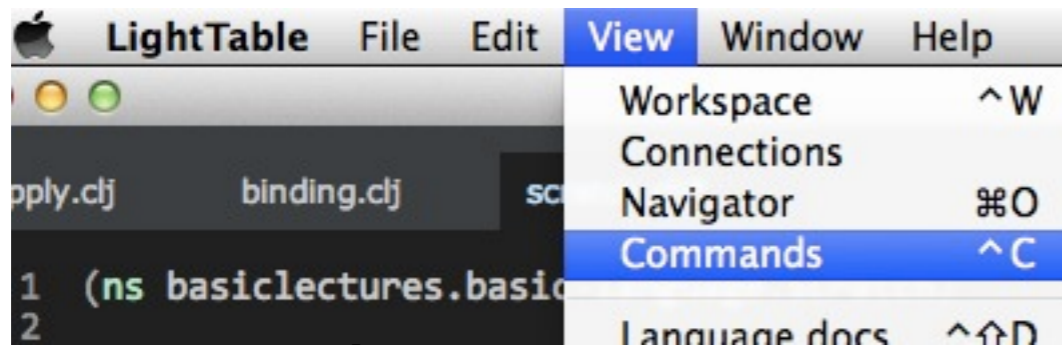 LightTable File Edit View Window Help
Workspace ^W
Connections
pply.clj binding.clj sc
Navigator ⌘O
Commands ^C
1 (ns basiclectures.basic
2
Language docs ^⇧D